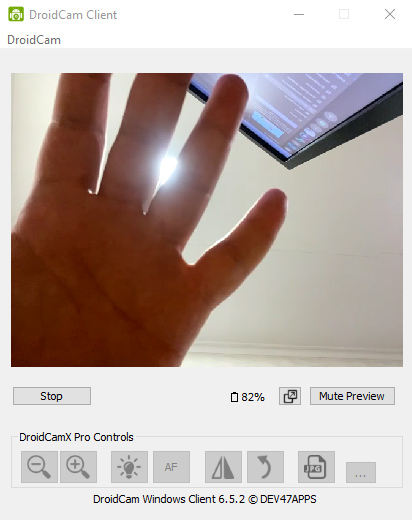 DroidCam Client
DroidCam
Stop
82%
Mute Preview
DroidCamX Pro Controls
AF
JPG
...
DroidCam Windows Client 6.5.2 © DEV47APPS